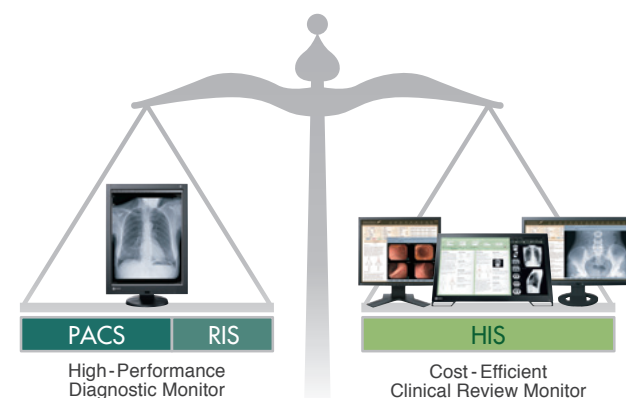 PACS
RIS
High-Performance
Diagnostic Monitor
HIS
Cost-Efficient
Clinical Review Monitor